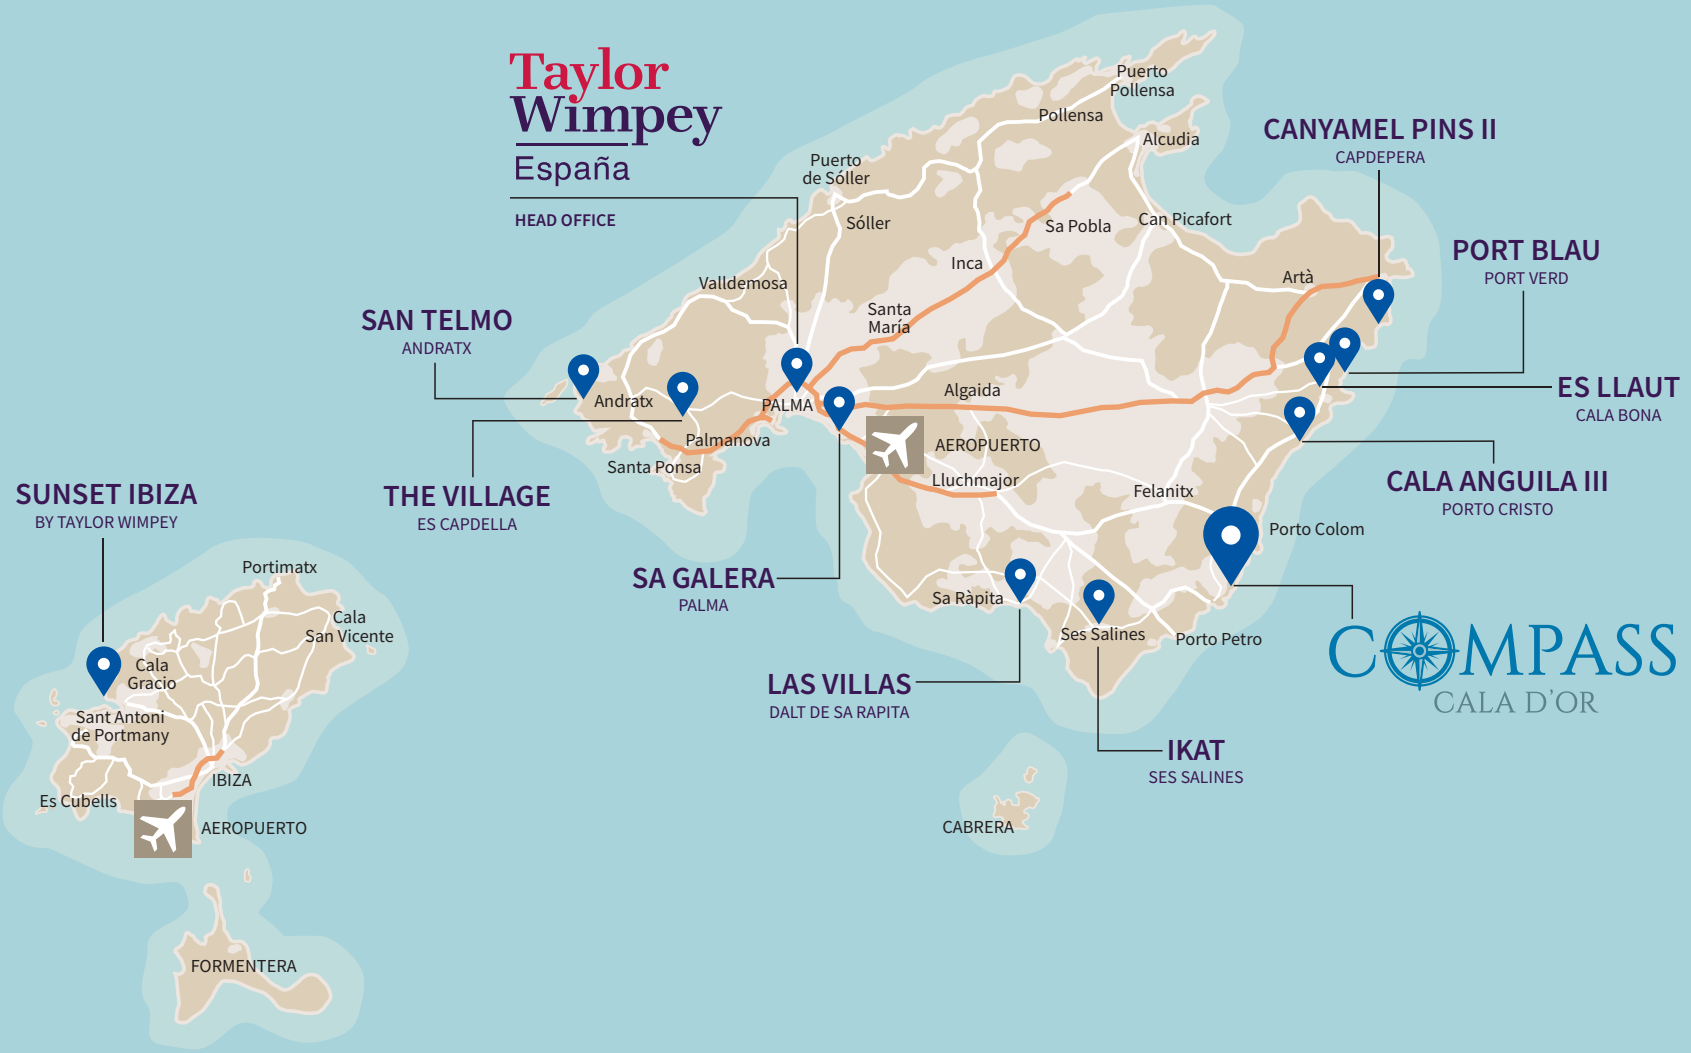 Taylor
Wimpey
España
HEAD OFFICE
Puerto
Pollensa
Pollensa
Alcudia
CANYAMEL PINS II
CAPDEPERA
Puerto
de Sóller
Sóller
Sa Pobla
Can Picafort
PORT BLAU
PORT VERD
Inca
Artà
Valldemosa
Santa
María
SAN TELMO
ANDRATX
Andratx
PALMA
Algaida
ES LLAUT
CALA BONA
Palmanova
AEROPUERTO
Santa Ponsa
Lluchmajor
Felanitx
CALA ANGUILA III
PORTO CRISTO
SUNSET IBIZA
BY TAYLOR WIMPEY
THE VILLAGE
ES CAPDELLA
Porto Colom
Portimatx
SA GALERA
PALMA
Sa Ràpita
Cala
San Vicente
Ses Salines
Porto Petro
COMPASS
CALA D'OR
Cala
Gracio
LAS VILLAS
DALT DE SA RAPITA
Sant Antoni
de Portmany
IKAT
SES SALINES
IBIZA
Es Cubells
AEROPUERTO
CABRERA
FORMENTERA